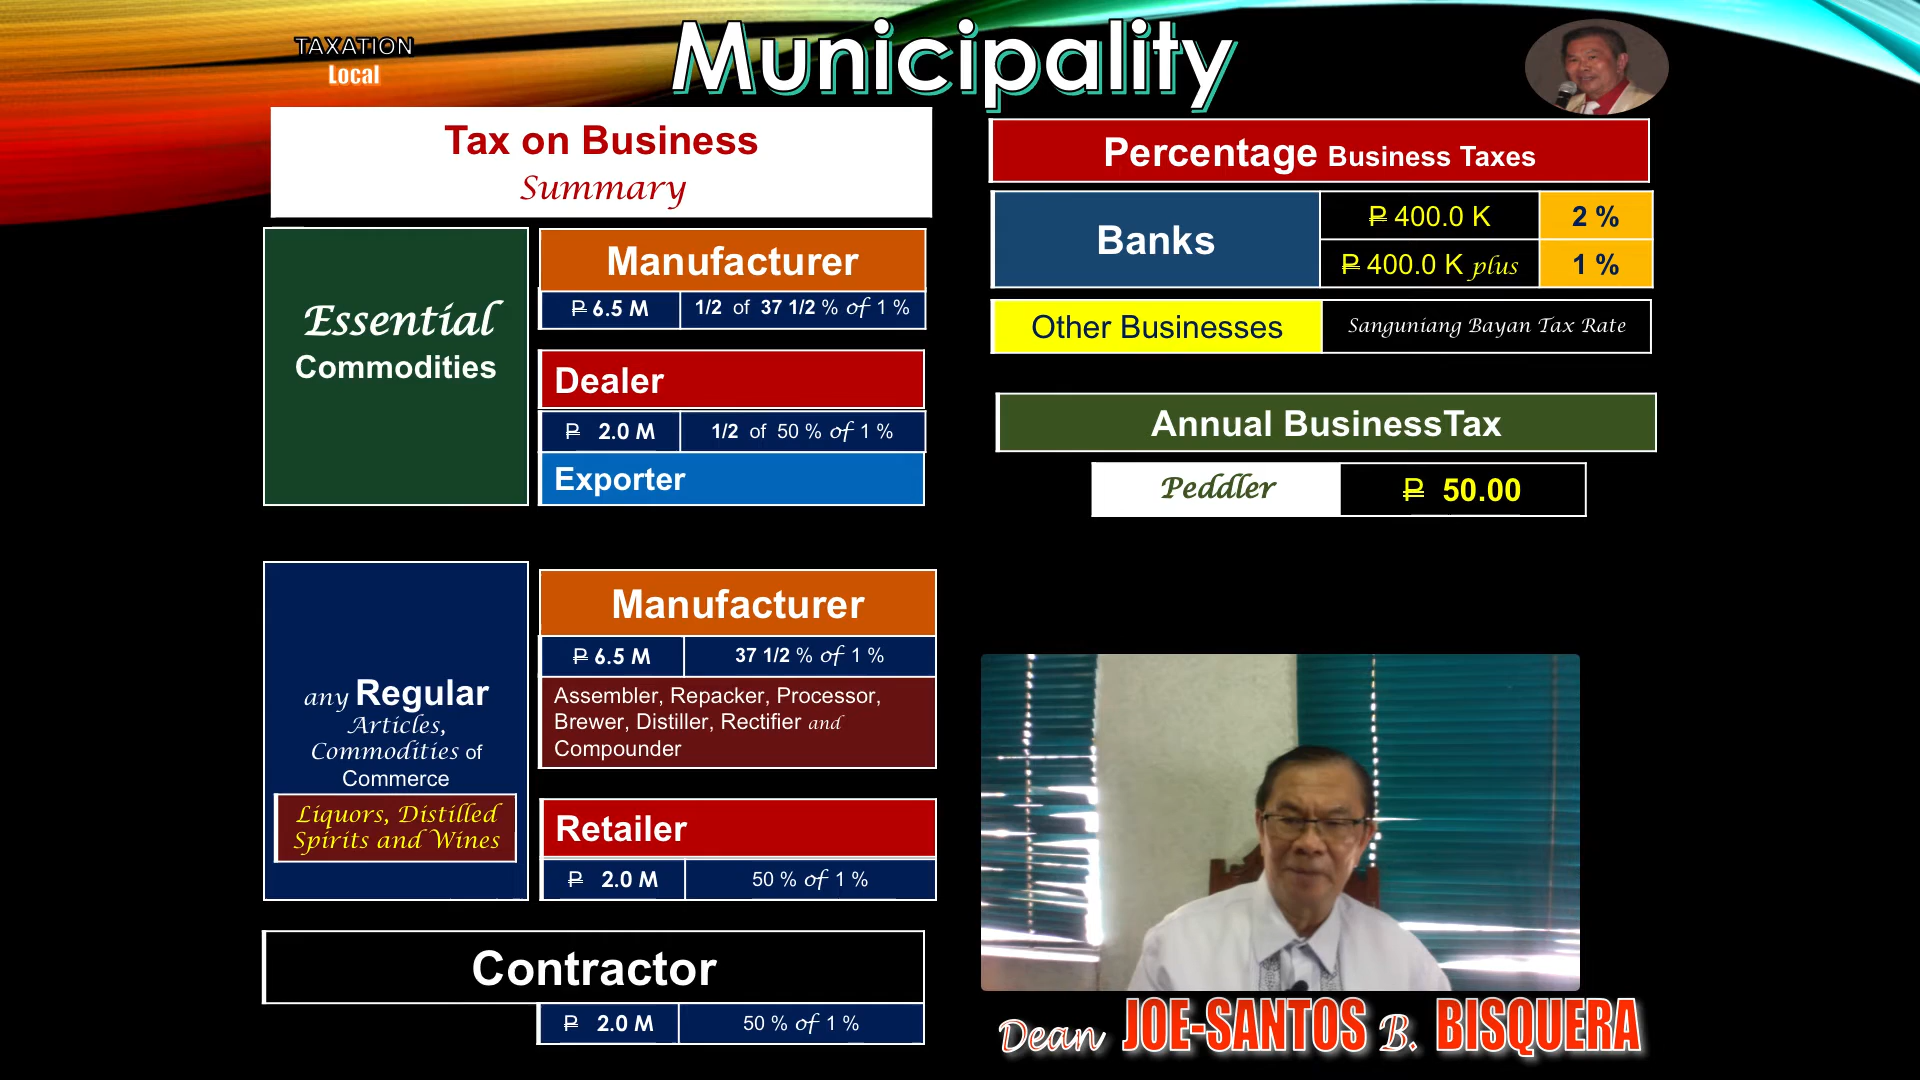 TAXATION
Local
Municipality
Tax on Business
Summary
Essential
Commodities
Manufacturer
₱ 6.5 M 1/2 of 37 1/2 % of 1 %
Dealer
₱ 2.0 M 1/2 of 50 % of 1 %
Exporter
any Regular
Articles,
Commodities of
Commerce
Liquors, Distilled
Spirits and Wines
Manufacturer
₱ 6.5 M 37 1/2 % of 1 %
Assembler, Repacker, Processor,
Brewer, Distiller, Rectifier and
Compounder
Retailer
₱ 2.0 M 50 % of 1 %
Contractor
₱ 2.0 M 50 % of 1 %
Percentage Business Taxes
Banks
₱ 400.0 K 2 %
₱ 400.0 K plus 1 %
Other Businesses Sanguniang Bayan Tax Rate
Annual BusinessTax
Peddler ₱ 50.00
Dean JOE-SANTOS B. BISQUERA